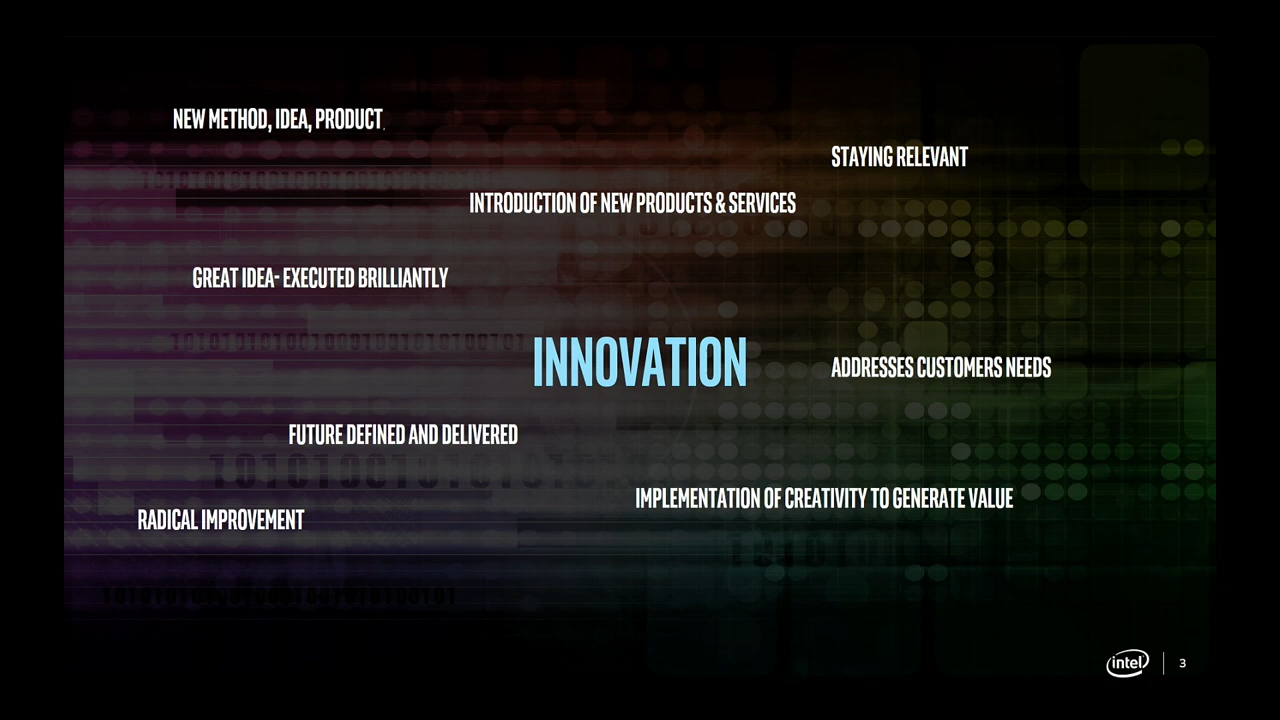 NEW METHOD, IDEA, PRODUCT.
STAYING RELEVANT
INTRODUCTION OF NEW PRODUCTS & SERVICES
GREAT IDEA- EXECUTED BRILLIANTLY
INNOVATION
ADDRESSES CUSTOMERS NEEDS
FUTURE DEFINED AND DELIVERED
IMPLEMENTATION OF CREATIVITY TO GENERATE VALUE
RADICAL IMPROVEMENT
intel
3